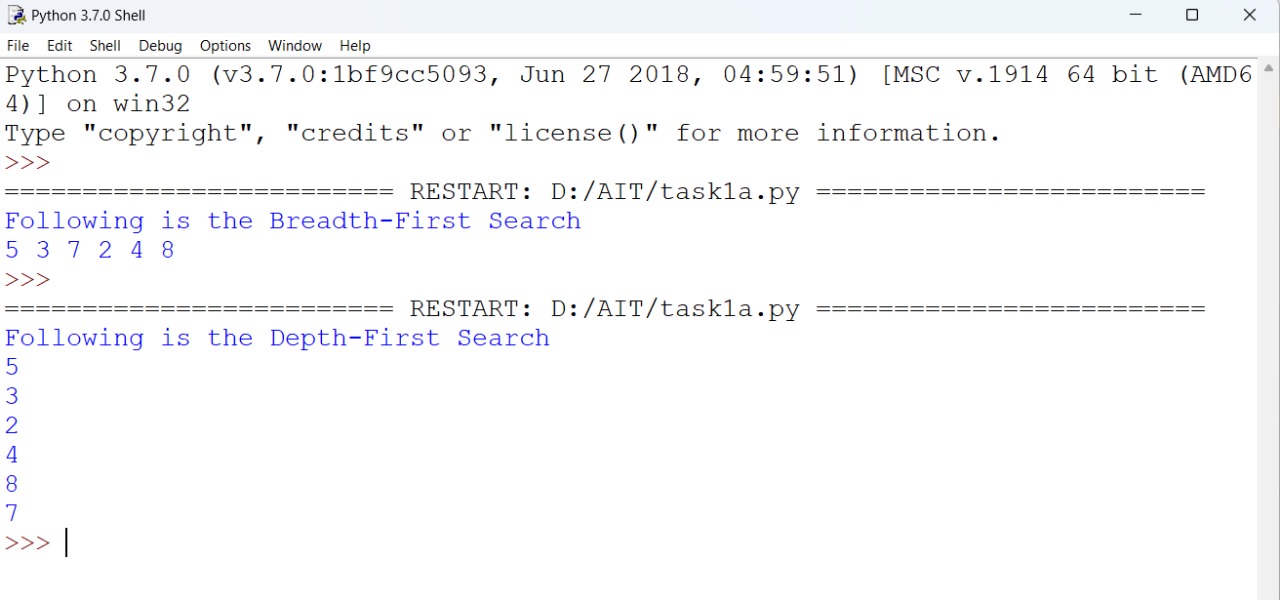 Python 3.7.0 Shell
File Edit Shell Debug Options Window Help
Python 3.7.0 (v3.7.0:1bf9cc5093, Jun 27 2018, 04:59:51) [MSC v.1914 64 bit (AMD6
4)] on win32
Type "copyright", "credits" or "license()" for more information.
>>>
========================= RESTART: D:/AIT/task1a.py =========================
Following is the Breadth-First Search
5 3 7 2 4 8
>>>
========================= RESTART: D:/AIT/task1a.py =========================
Following is the Depth-First Search
5
3
2
4
8
7
>>>